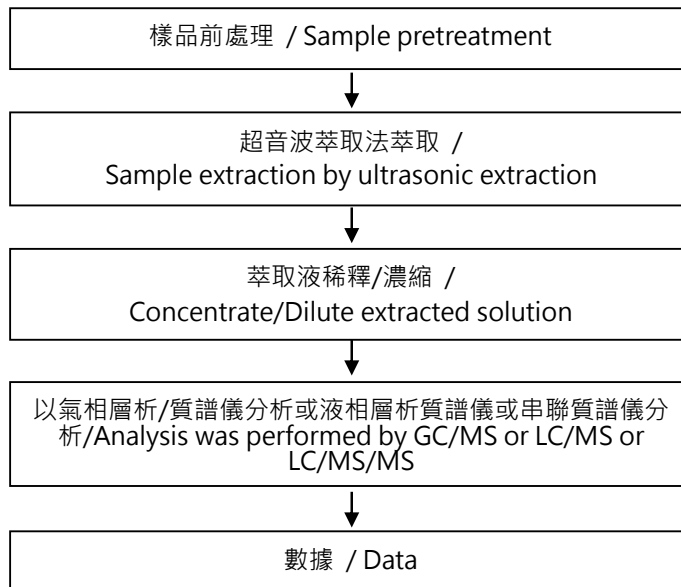 樣品前處理 / Sample pretreatment
超音波萃取法萃取 /
Sample extraction by ultrasonic extraction
萃取液稀釋/濃縮 /
Concentrate/Dilute extracted solution
以氣相層析/質譜儀分析或液相層析質譜儀或串聯質譜儀分
析/Analysis was performed by GC/MS or LC/MS or
LC/MS/MS
數據 / Data